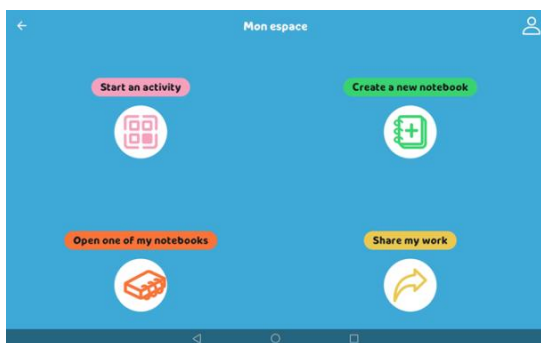 Mon espace
Start an activity
Create a new notebook
Open one of my notebooks
Share my work